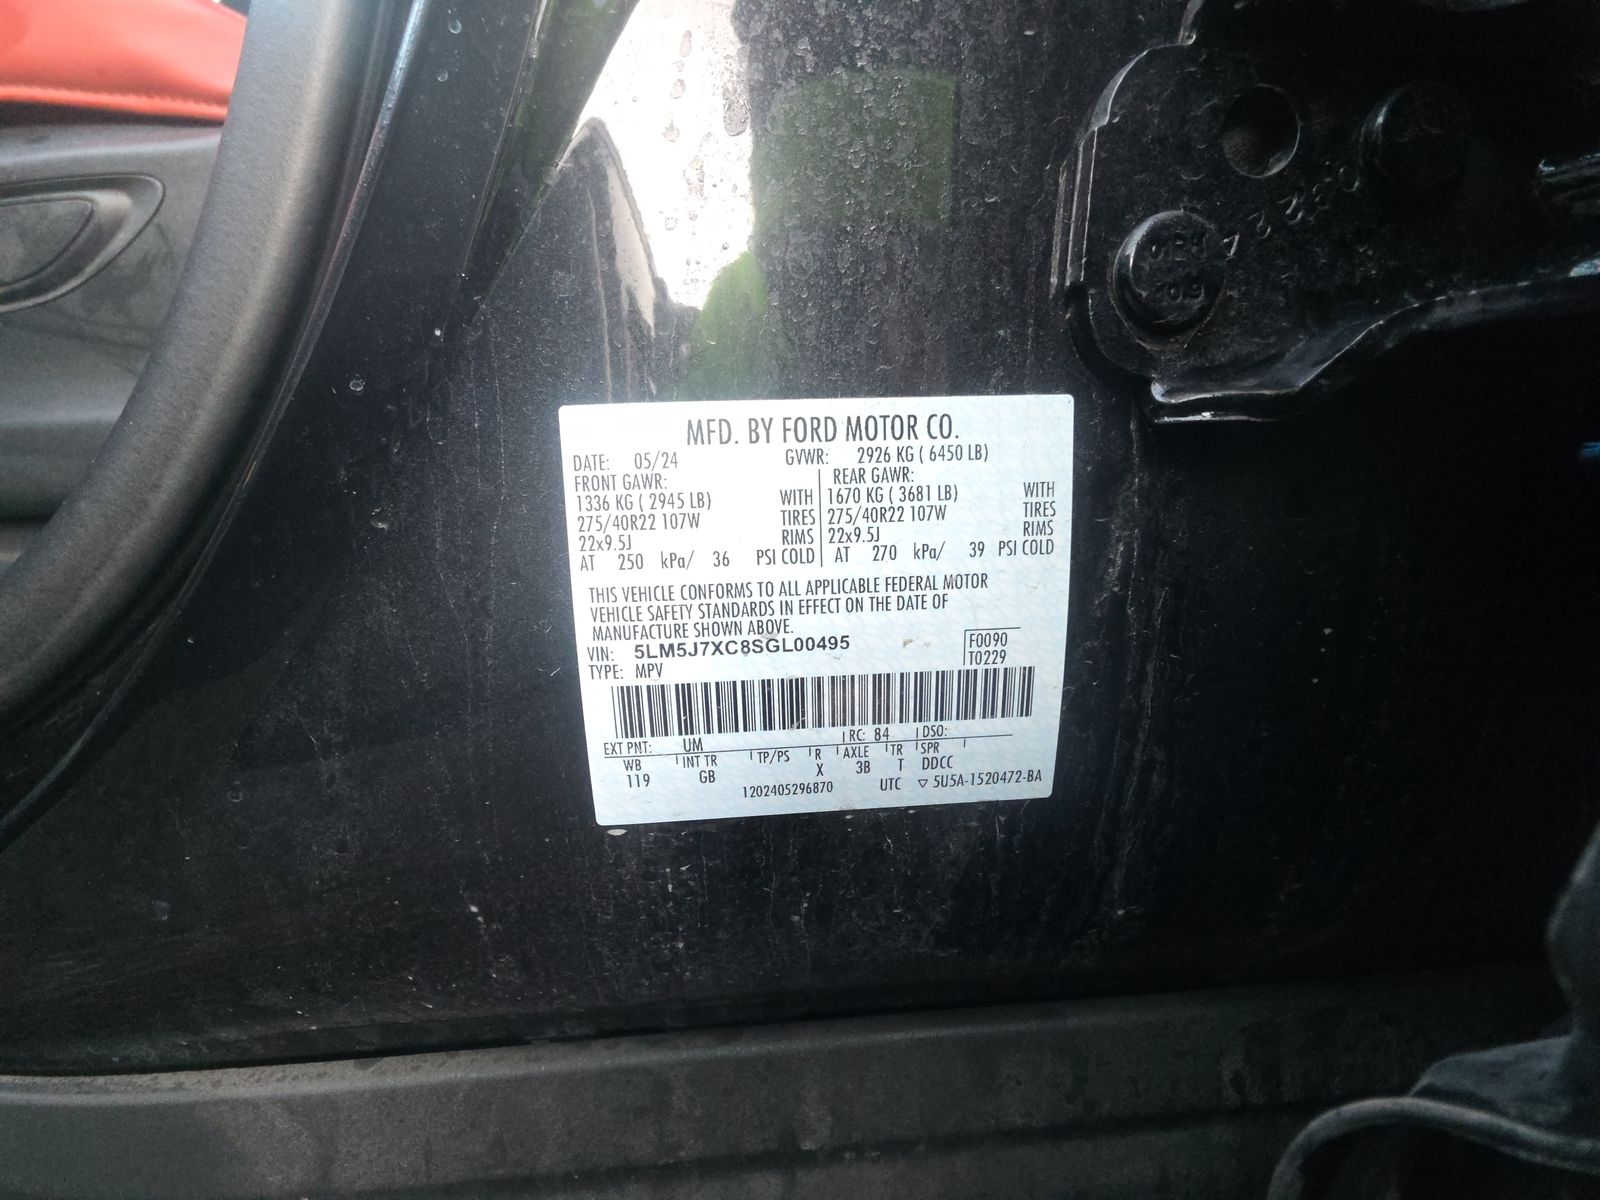 MFD. BY FORD MOTOR CO.
DATE: 05/24 GVWR: 2926 KG ( 6450 LB)
FRONT GAWR: REAR GAWR:
1336 KG ( 2945 LB) WITH 1670 KG ( 3681 LB) WITH
275/40R22 107W TIRES 275/40R22 107W TIRES
22x9.5J RIMS 22x9.5J RIMS
AT 250 kPa/ 36 PSI COLD AT 270 kPa/ 39 PSI COLD
THIS VEHICLE CONFORMS TO ALL APPLICABLE FEDERAL MOTOR
VEHICLE SAFETY STANDARDS IN EFFECT ON THE DATE OF
MANUFACTURE SHOWN ABOVE.
VIN: 5LM5J7XC8SGL00495 F0090
TYPE: MPV T0229
EXT PNT: UM RC: 84 DSO:
WB INT TR TP/PS R AXLE TR SPR
119 GB X 3B T DDCC
1202405296870 UTC ▽ 5U5A-1520472-BA